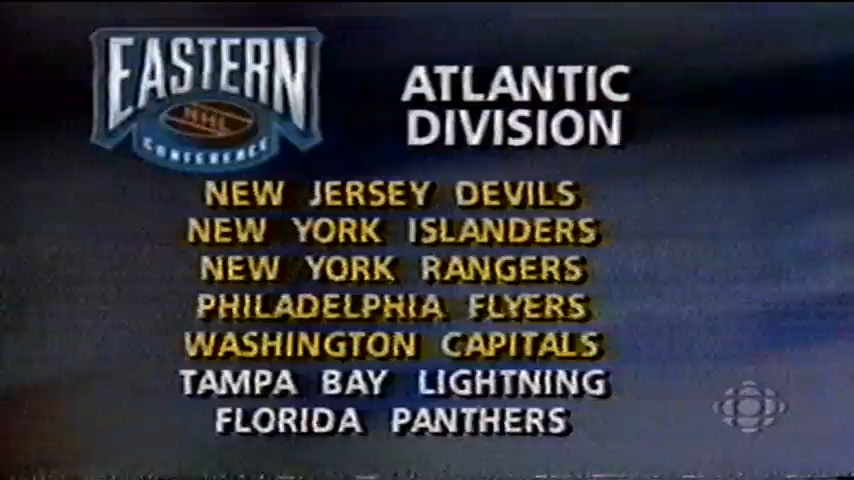 EASTERN
NHL
CONFERENCE
ATLANTIC
DIVISION
NEW JERSEY DEVILS
NEW YORK ISLANDERS
NEW YORK RANGERS
PHILADELPHIA FLYERS
WASHINGTON CAPITALS
TAMPA BAY LIGHTNING
FLORIDA PANTHERS